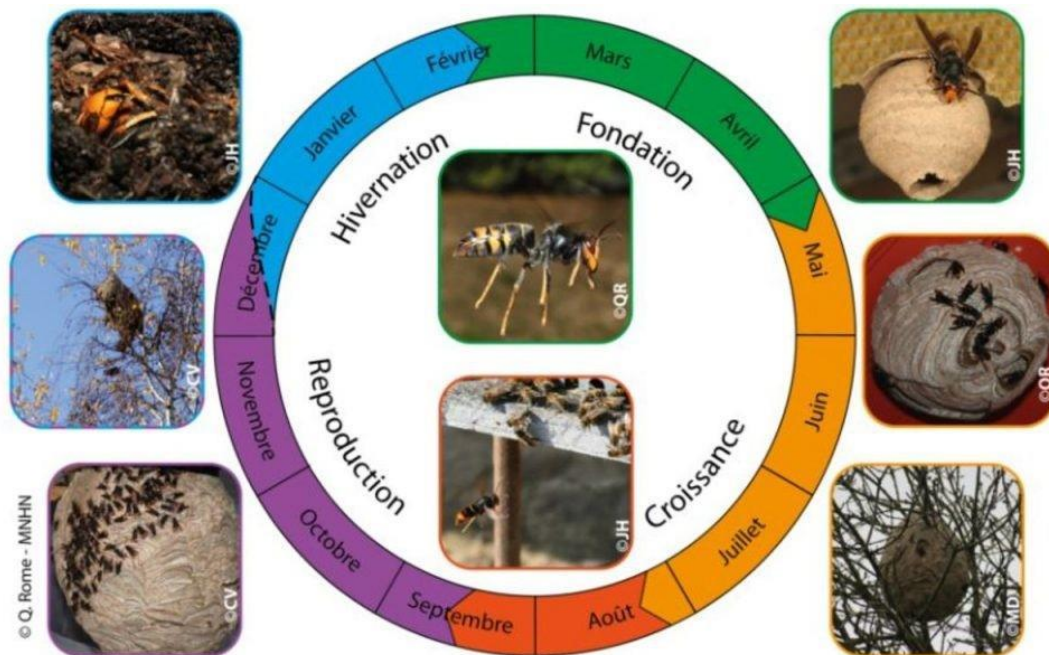 Janvier
Février
Mars
Avril
Mai
Juin
Juillet
Août
Septembre
Octobre
Novembre
Décembre
Hivernation
Fondation
Croissance
Reproduction
©JH
©JH
©QR
©CV
©QR
©JH
©CV
©MDJ
© Q. Rome - MNHN